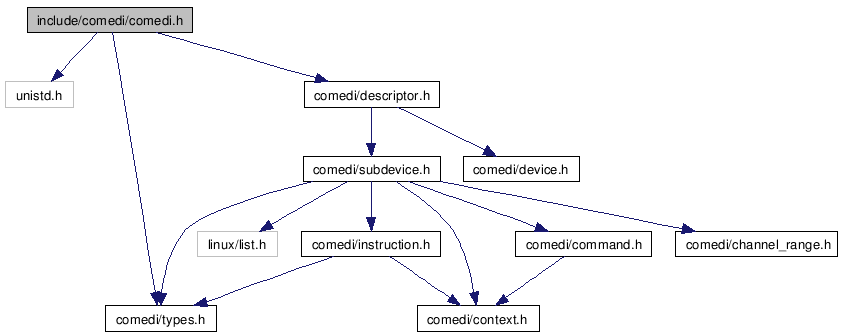 include/comedi/comedi.h
unistd.h
comedi/descriptor.h
comedi/subdevice.h
comedi/device.h
linux/list.h
comedi/instruction.h
comedi/command.h
comedi/channel_range.h
comedi/types.h
comedi/context.h